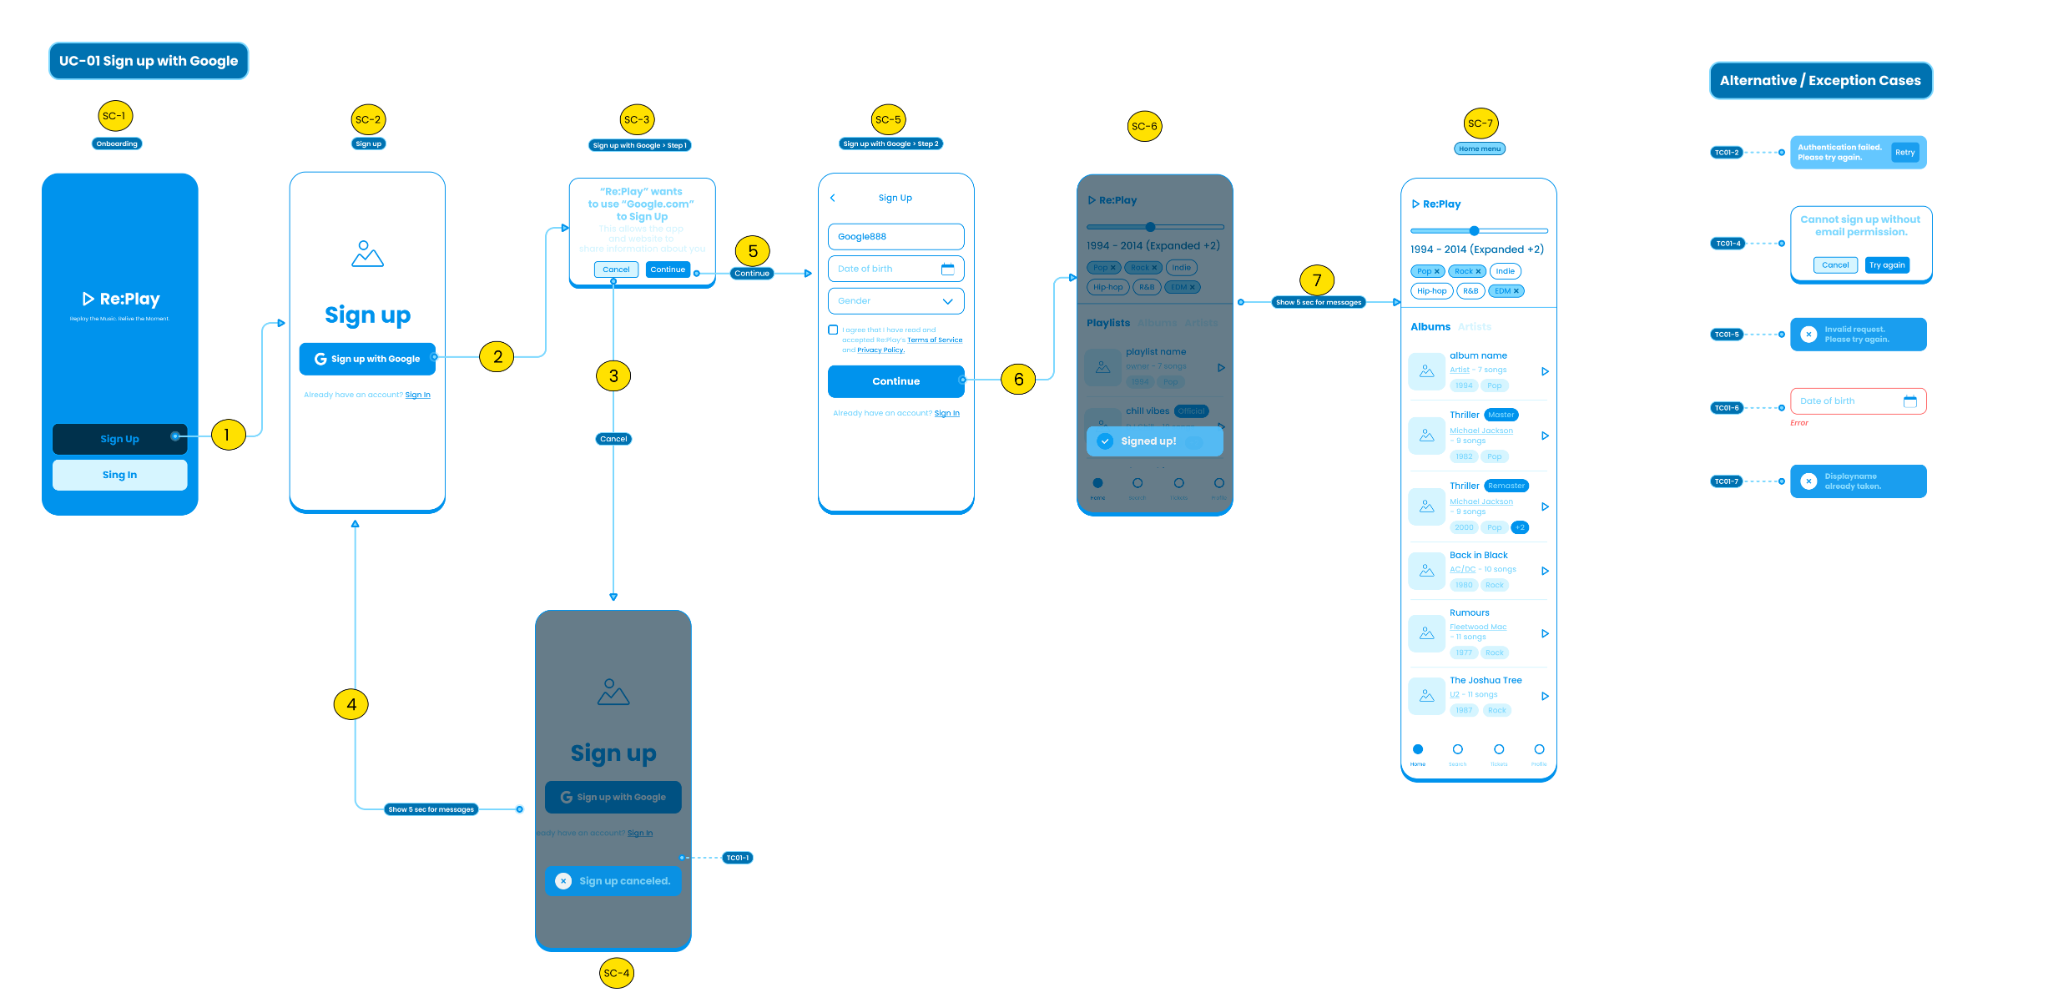 UC-01 Sign up with Google
SC-1
Onboarding
Re:Play
Replay the Music. Relive the Moment
Sign Up
Sing In
1
SC-2
Sign up
Sign up
Sign up with Google
Already have an account? Sign In
2
SC-3
Sign up with Google > Step 1
“Re:Play” wants
to use “Google.com”
to Sign Up
This allows the app
and website to
share information about you
Cancel
Continue
3
Cancel
4
Show 5 sec for messages
Sign up
Sign up with Google
eady have an account? Sign In
TC01-1
Sign up canceled.
SC-4
5
Continue
SC-5
Sign up with Google > Step 2
Sign Up
Google888
Date of birth
Gender
I agree that I have read and
accepted Re:Play's Terms of Service
and Privacy Policy.
Continue
Already have an account? Sign In
6
SC-6
Re:Play
1994 - 2014 (Expanded +2)
Pop × Rock × Indie
Hip-hop R&B EDM ×
Playlists Albums Artists
playlist name
owner - 7 songs
1994 Pop
chill vibes Official
Signed up!
Home
7
Show 5 sec for messages
SC-7
Home menu
Re:Play
1994 - 2014 (Expanded +2)
Pop × Rock × Indie
Hip-hop R&B EDM ×
Albums Artists
album name
Artist - 7 songs
1994 Pop
Thriller Master
Michael Jackson
- 9 songs
1982 Pop
Thriller Remaster
Michael Jackson
- 9 songs
2000 Pop +2
Back in Black
AC/DC - 10 songs
1980 Rock
Rumours
Fleetwood Mac
- 11 songs
1977 Rock
The Joshua Tree
U2 - 11 songs
1987 Rock
Home Search Tickets Profile
Alternative / Exception Cases
TC01-2
Authentication failed.
Please try again.
Retry
TC01-4
Cannot sign up without
email permission.
Cancel
Try again
TC01-5
Invalid request.
Please try again.
TC01-6
Date of birth
Error
TC01-7
Displayname
already taken.